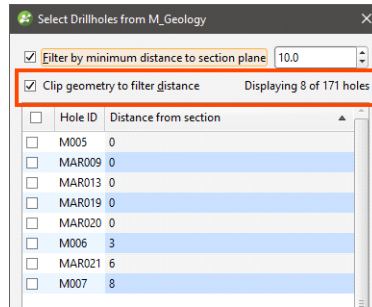 Select Drillholes from M_Geology
Filter by minimum distance to section plane 10.0
Clip geometry to filter distance Displaying 8 of 171 holes
Hole ID Distance from section
M005 0
MAR009 0
MAR013 0
MAR019 0
MAR020 0
M006 3
MAR021 6
M007 8